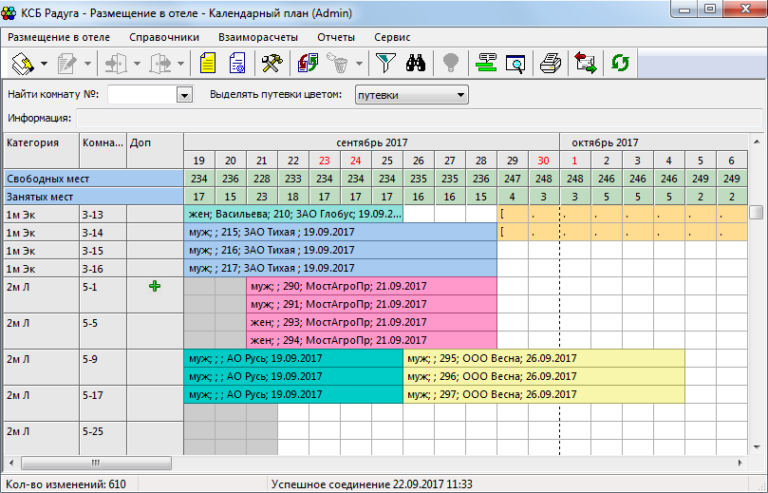 КСБ Радуга - Размещение в отеле - Календарный план (Admin)
Размещение в отеле Справочники Взаиморасчеты Отчеты Сервис
Найти комнату №: Выделять путевки цветом: путевки
Информация:
Категория Комна... Доп сентябрь 2017 октябрь 2017
19 20 21 22 23 24 25 26 27 28 29 30 1 2 3 4 5 6
Свободных мест 234 236 228 233 234 234 234 235 235 236 247 248 248 246 246 246 249 249
Занятых мест 17 15 23 18 17 17 17 16 16 15 4 3 3 5 5 5 2 2
1м Эк 3-13 жен; Васильева; 210; ЗАО Глобус; 19.09.2... [ . . . . . . .
1м Эк 3-14 муж; ; 215; ЗАО Тихая ; 19.09.2017 [ . . . . . . .
1м Эк 3-15 муж; ; 216; ЗАО Тихая ; 19.09.2017
1м Эк 3-16 муж; ; 217; ЗАО Тихая ; 19.09.2017
2м Л 5-1 муж; ; 290; МостАгроПр; 21.09.2017
муж; ; 291; МостАгроПр; 21.09.2017
2м Л 5-5 жен; ; 293; МостАгроПр; 21.09.2017
жен; ; 294; МостАгроПр; 21.09.2017
2м Л 5-9 муж; ; ; АО Русь; 19.09.2017 муж; ; 295; ООО Весна; 26.09.2017
муж; ; ; АО Русь; 19.09.2017 муж; ; 296; ООО Весна; 26.09.2017
2м Л 5-17 муж; ; ; АО Русь; 19.09.2017 муж; ; 297; ООО Весна; 26.09.2017
2м Л 5-25
Кол-во изменений: 610 Успешное соединение 22.09.2017 11:33